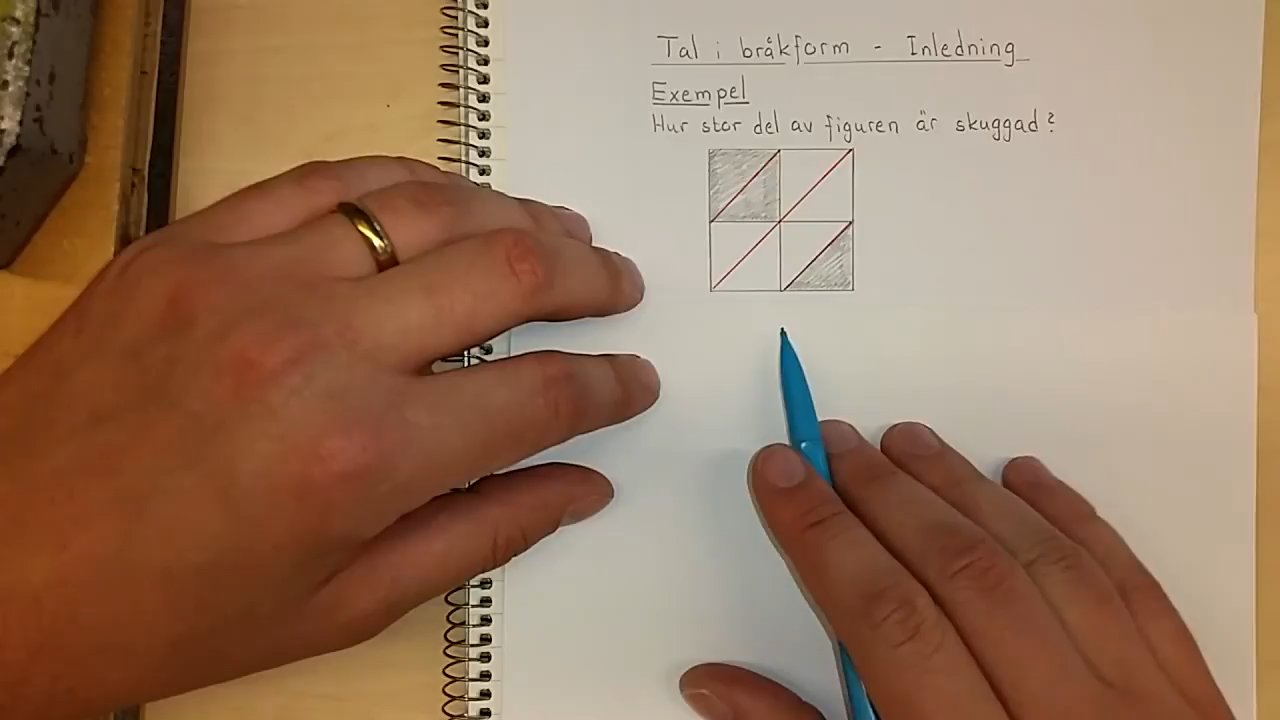 Tal i bråkform - Inledning
Exempel
Hur stor del av figuren är skuggad?